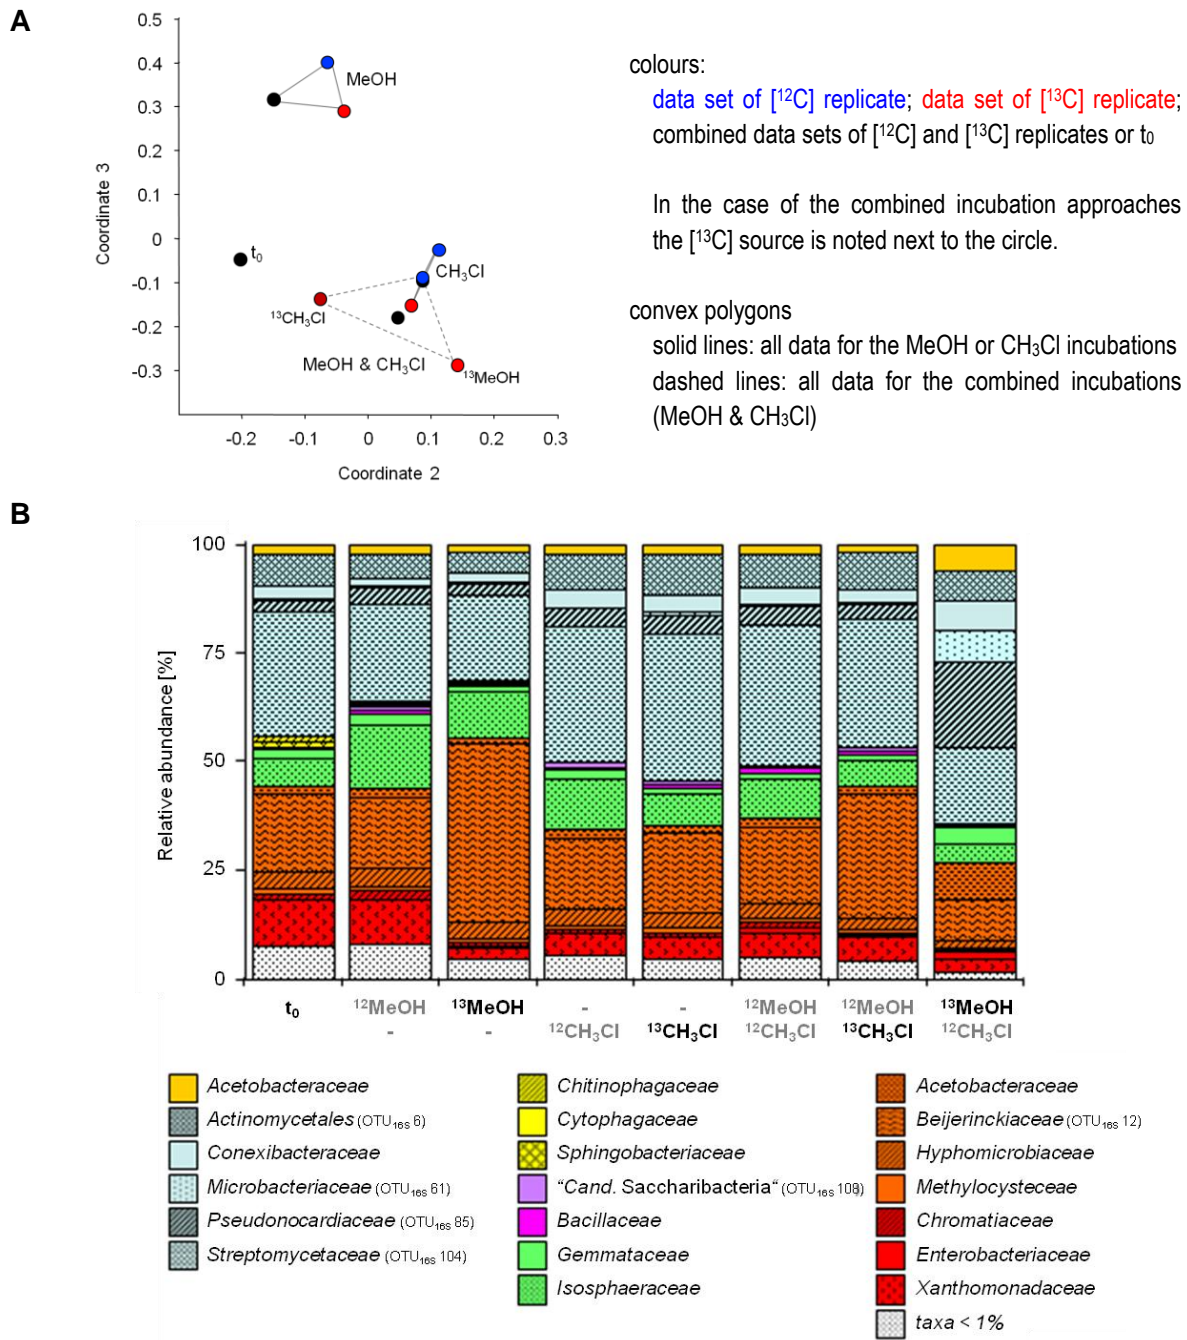 A
0.5
0.4
0.3
0.2
0.1
0
-0.1
-0.2
-0.3
Coordinate 3
MeOH
t₀
CH₃Cl
¹³CH₃Cl
MeOH & CH₃Cl
¹³MeOH
-0.2 -0.1 0 0.1 0.2 0.3
Coordinate 2
colours:
data set of [¹²C] replicate; data set of [¹³C] replicate;
combined data sets of [¹²C] and [¹³C] replicates or t₀
In the case of the combined incubation approaches
the [¹³C] source is noted next to the circle.
convex polygons
solid lines: all data for the MeOH or CH₃Cl incubations
dashed lines: all data for the combined incubations
(MeOH & CH₃Cl)
B
100
75
50
25
0
Relative abundance [%]
t₀ ¹²MeOH ¹³MeOH - - ¹²MeOH ¹²MeOH ¹³MeOH
- - ¹²CH₃Cl ¹³CH₃Cl ¹²CH₃Cl ¹³CH₃Cl ¹²CH₃Cl
Acetobacteraceae
Actinomycetales (OTU₁₆S 6)
Conexibacteraceae
Microbacteriaceae (OTU₁₆S 61)
Pseudonocardiaceae (OTU₁₆S 85)
Streptomycetaceae (OTU₁₆S 104)
Chitinophagaceae
Cytophagaceae
Sphingobacteriaceae
"Cand. Saccharibacteria" (OTU₁₆S 108)
Bacillaceae
Gemmataceae
Isosphaeraceae
Acetobacteraceae
Beijerinckiaceae (OTU₁₆S 12)
Hyphomicrobiaceae
Methylocysteceae
Chromatiaceae
Enterobacteriaceae
Xanthomonadaceae
taxa < 1%